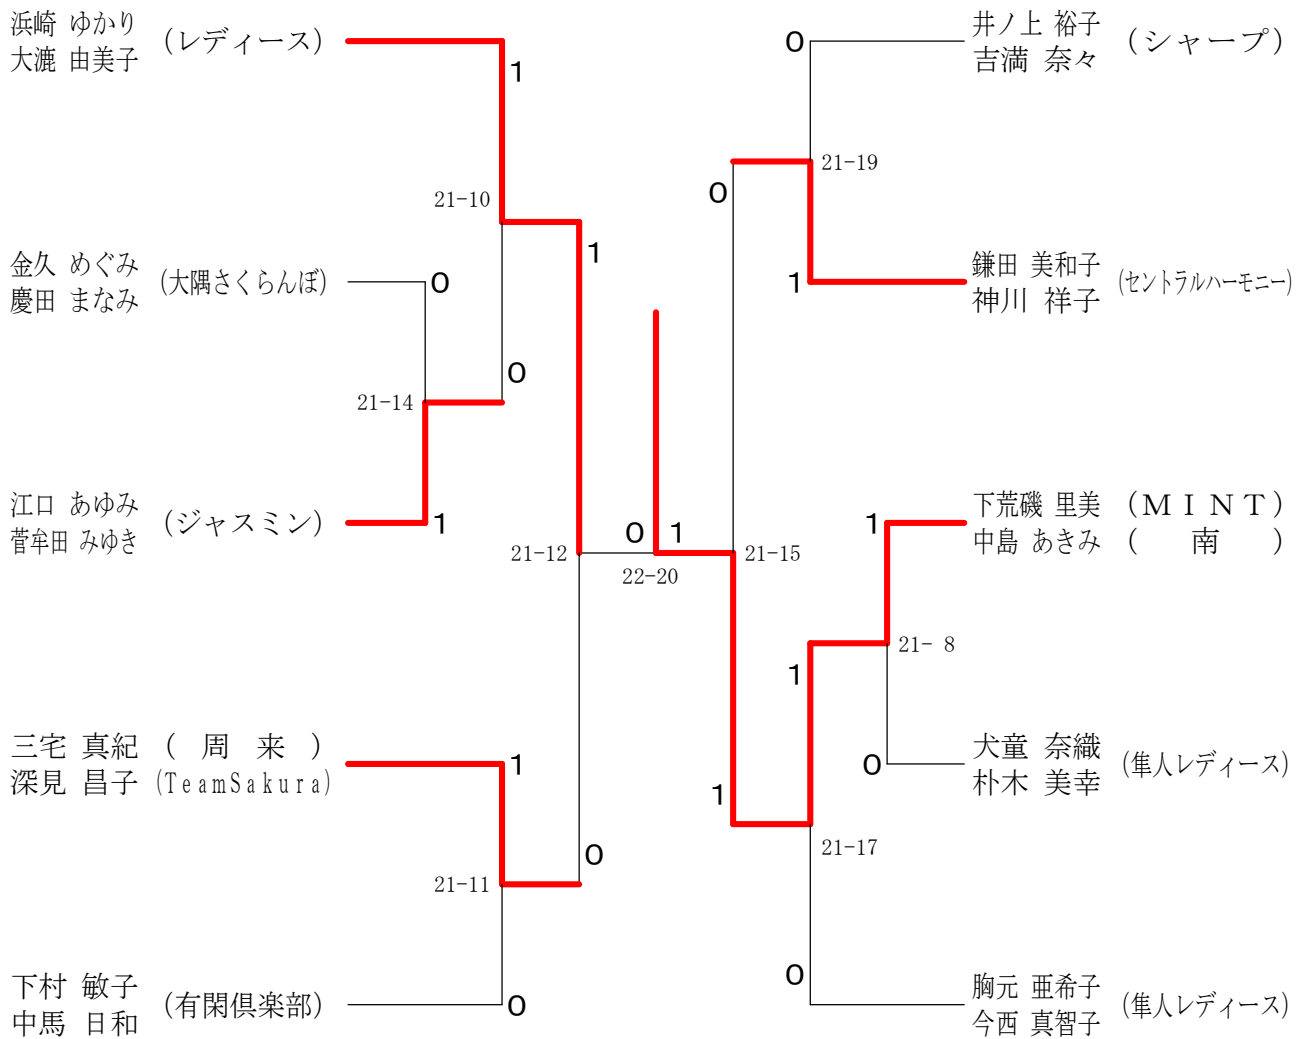 浜崎 ゆかり
大漉 由美子
(レディース)
1
21-10
金久 めぐみ
慶田 まなみ
(大隅さくらんぼ)
0
1
0
21-14
江口 あゆみ
菅牟田 みゆき
(ジャスミン)
1
21-12
三宅 真紀 ( 周 来 )
深見 昌子 (TeamSakura)
1
21-11
0
下村 敏子
中馬 日和
(有閑倶楽部)
0
0 1
22-20
井ノ上 裕子
吉満 奈々
(シャープ)
0
21-19
0
鎌田 美和子
神川 祥子
(セントラルハーモニー)
1
下荒磯 里美 (MINT)
中島 あきみ ( 南 )
1
21-15
21- 8
1
犬童 奈織
朴木 美幸
(隼人レディース)
0
1
21-17
胸元 亜希子
今西 真智子
(隼人レディース)
0